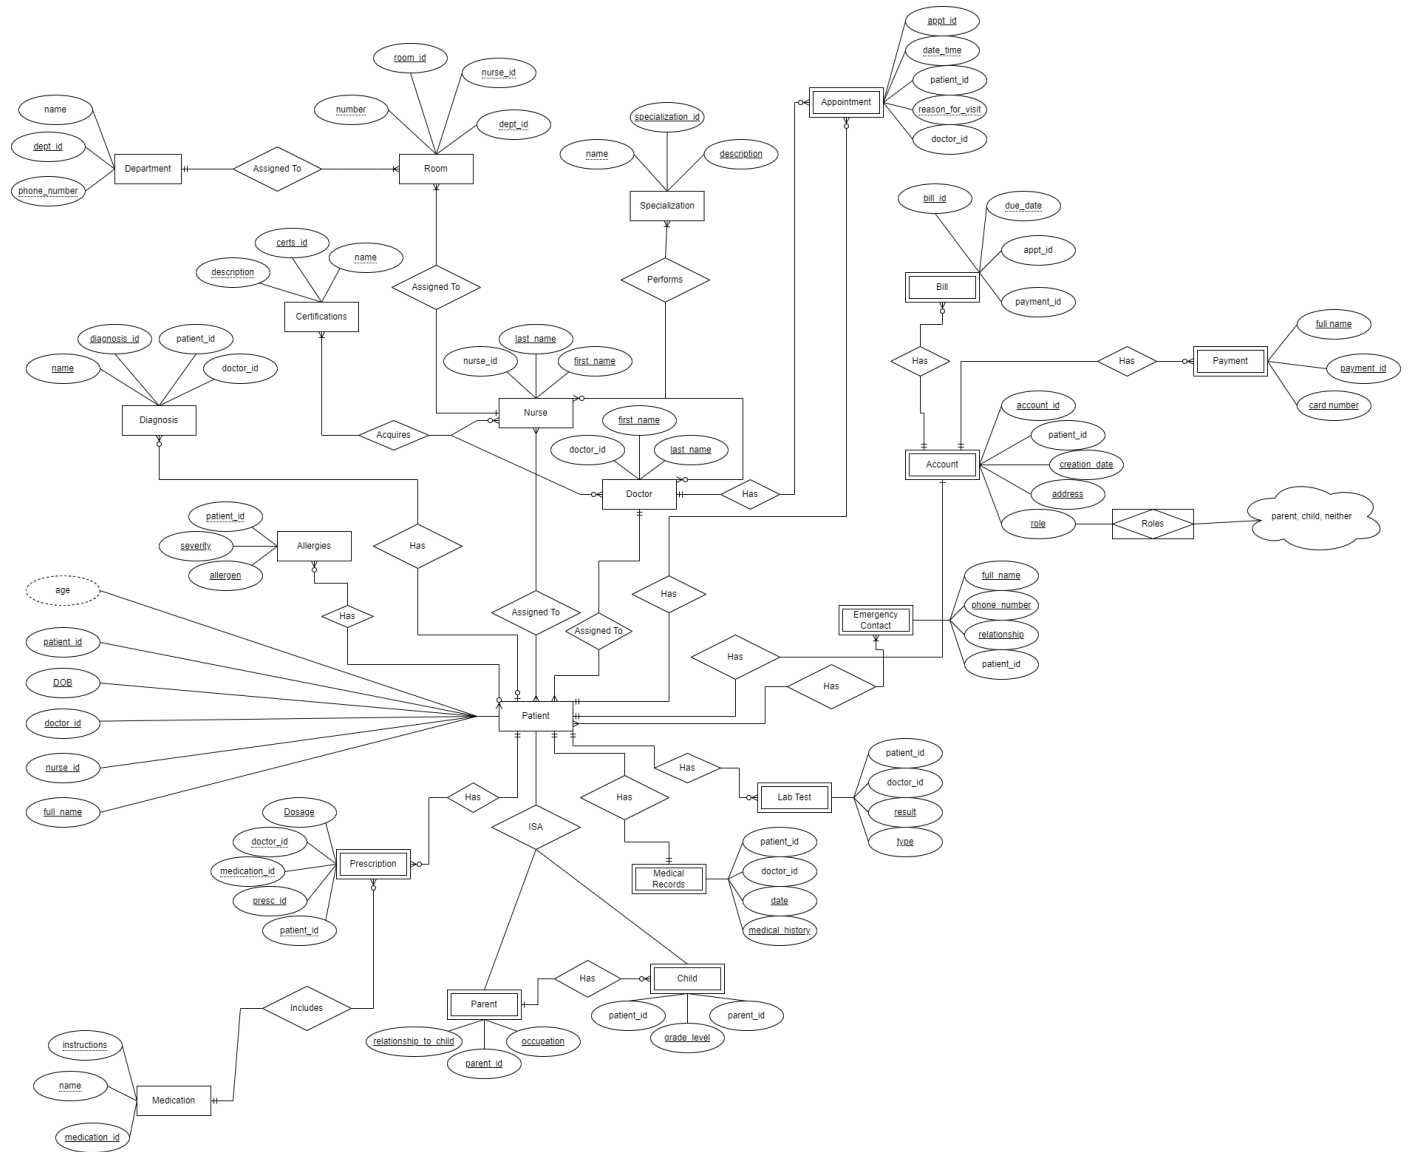 appt_id
date_time
patient_id
reason_for_visit
doctor_id
Appointment
room_id
nurse_id
number
dept_id
Room
name
dept_id
phone_number
Department
Assigned To
specialization_id
name
description
Specialization
Performs
bill_id
due_date
appt_id
payment_id
Bill
certs_id
description
name
Certifications
Assigned To
diagnosis_id
patient_id
name
doctor_id
Diagnosis
last_name
nurse_id
first_name
Nurse
Acquires
first_name
doctor_id
last_name
Doctor
Has
Has
Has
full name
payment_id
card number
Payment
account_id
patient_id
creation_date
address
role
Account
Roles
parent, child, neither
patient_id
severity
allergen
Allergies
Has
Has
Assigned To
Assigned To
Has
full_name
phone_number
relationship
patient_id
Emergency
Contact
Has
Has
age
patient_id
DOB
doctor_id
nurse_id
full_name
Patient
Has
ISA
Has
Has
patient_id
doctor_id
result
type
Lab Test
Dosage
doctor_id
medication_id
presc_id
patient_id
Prescription
patient_id
doctor_id
date
medical_history
Medical
Records
Parent
Has
Child
relationship_to_child
occupation
parent_id
patient_id
parent_id
grade_level
Includes
instructions
name
medication_id
Medication